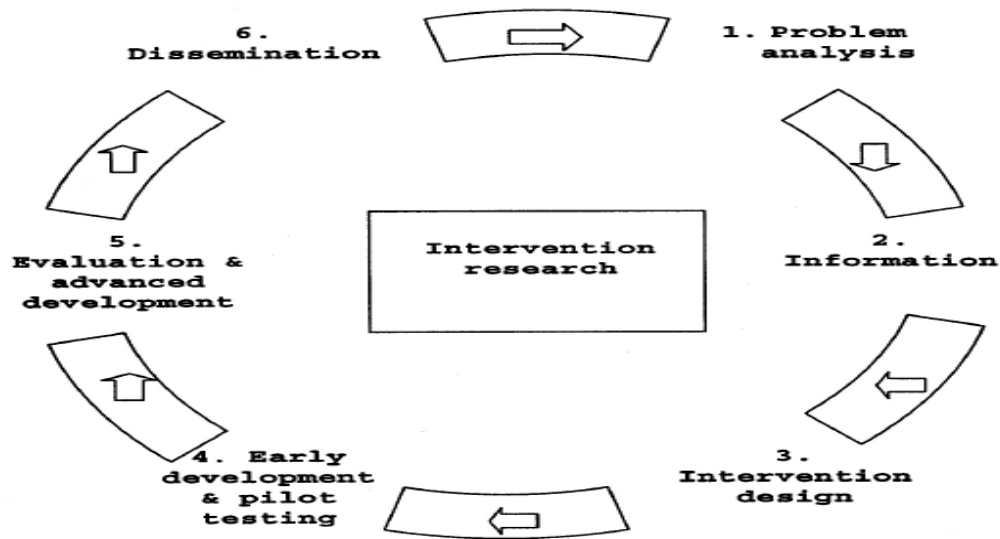 1. Problem
analysis
2.
Information
3.
Intervention
design
4. Early
development
& pilot
testing
5.
Evaluation &
advanced
development
6.
Dissemination
Intervention
research